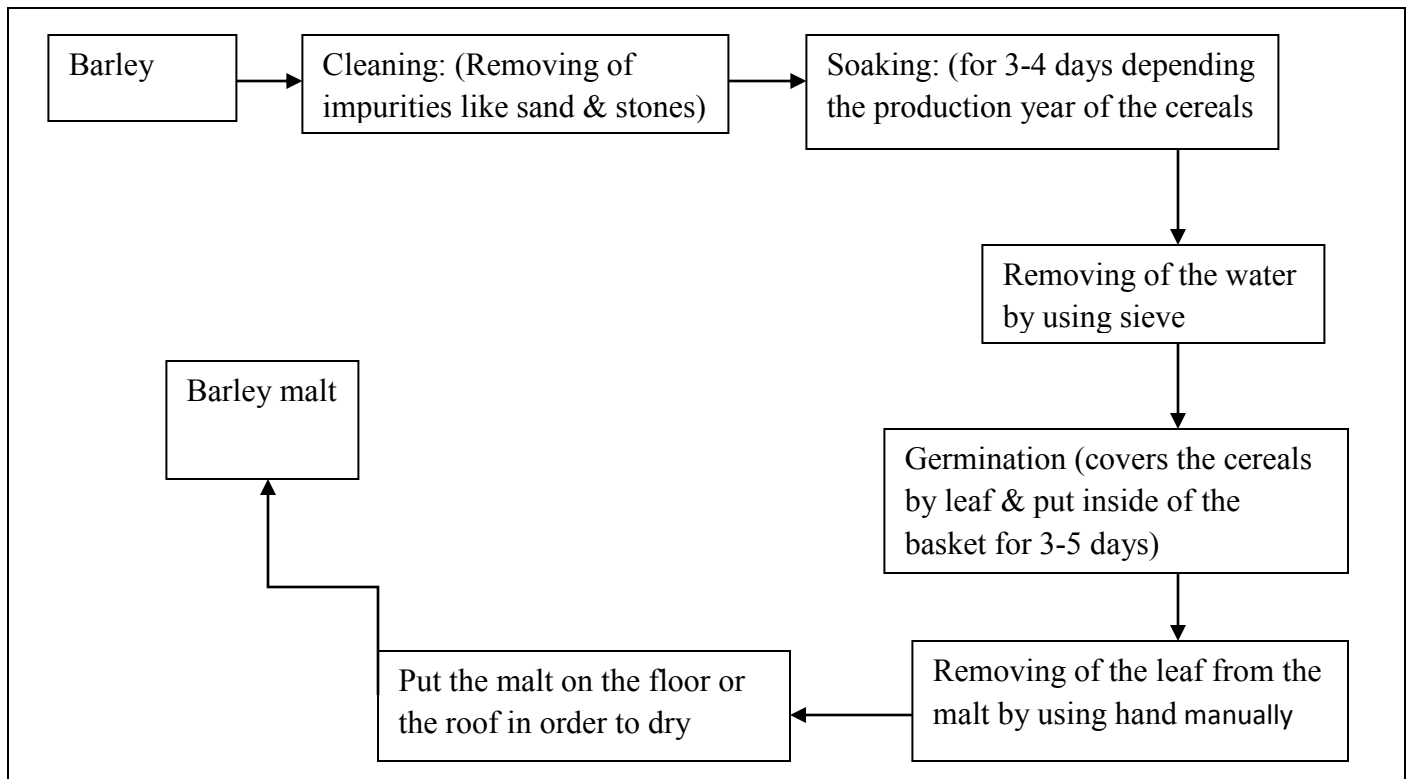 Barley
Cleaning: (Removing of
impurities like sand & stones)
Soaking: (for 3-4 days depending
the production year of the cereals
Removing of the water
by using sieve
Germination (covers the cereals
by leaf & put inside of the
basket for 3-5 days)
Removing of the leaf from the
malt by using hand manually
Put the malt on the floor or
the roof in order to dry
Barley malt